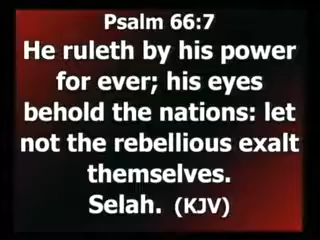 Psalm 66:7
He ruleth by his power
for ever; his eyes
behold the nations: let
not the rebellious exalt
themselves.
Selah. (KJV)